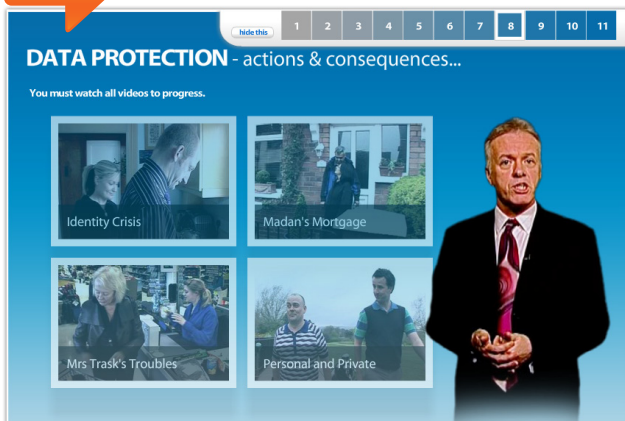 hide this 1 2 3 4 5 6 7 8 9 10 11
DATA PROTECTION - actions & consequences...
You must watch all videos to progress.
Identity Crisis
Madan's Mortgage
Mrs Trask's Troubles
Personal and Private